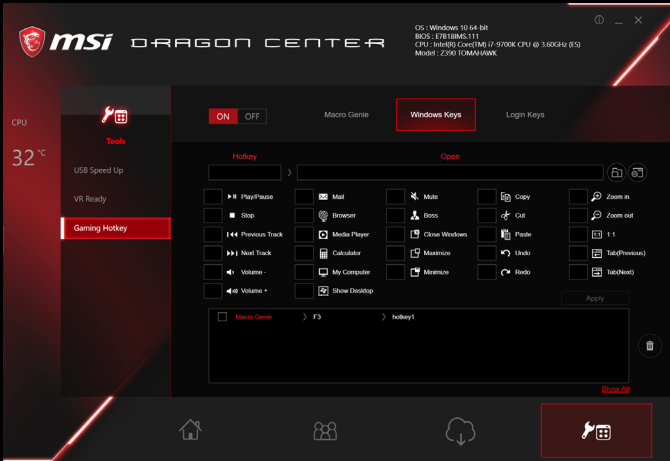 OS : Windows 10 64-bit
BIOS : E7B18IMS.111
CPU : Intel(R) Core(TM) i7-9700K CPU @ 3.60GHz (ES)
Model : Z390 TOMAHAWK
msi DRAGON CENTER
CPU
32°C
Tools
USB Speed Up
VR Ready
Gaming Hotkey
ON OFF Macro Genie Windows Keys Login Keys
Hotkey Open
Play/Pause Mail Mute Copy Zoom in
Stop Browser Boss Cut Zoom out
Previous Track Media Player Close Windows Paste 1:1 1:1
Next Track Calculator Maximize Undo Tab(Previous)
Volume - My Computer Minimize Redo Tab(Next)
Volume + Show Desktop
Apply
Macro Genie F3 hotkey1
Show All